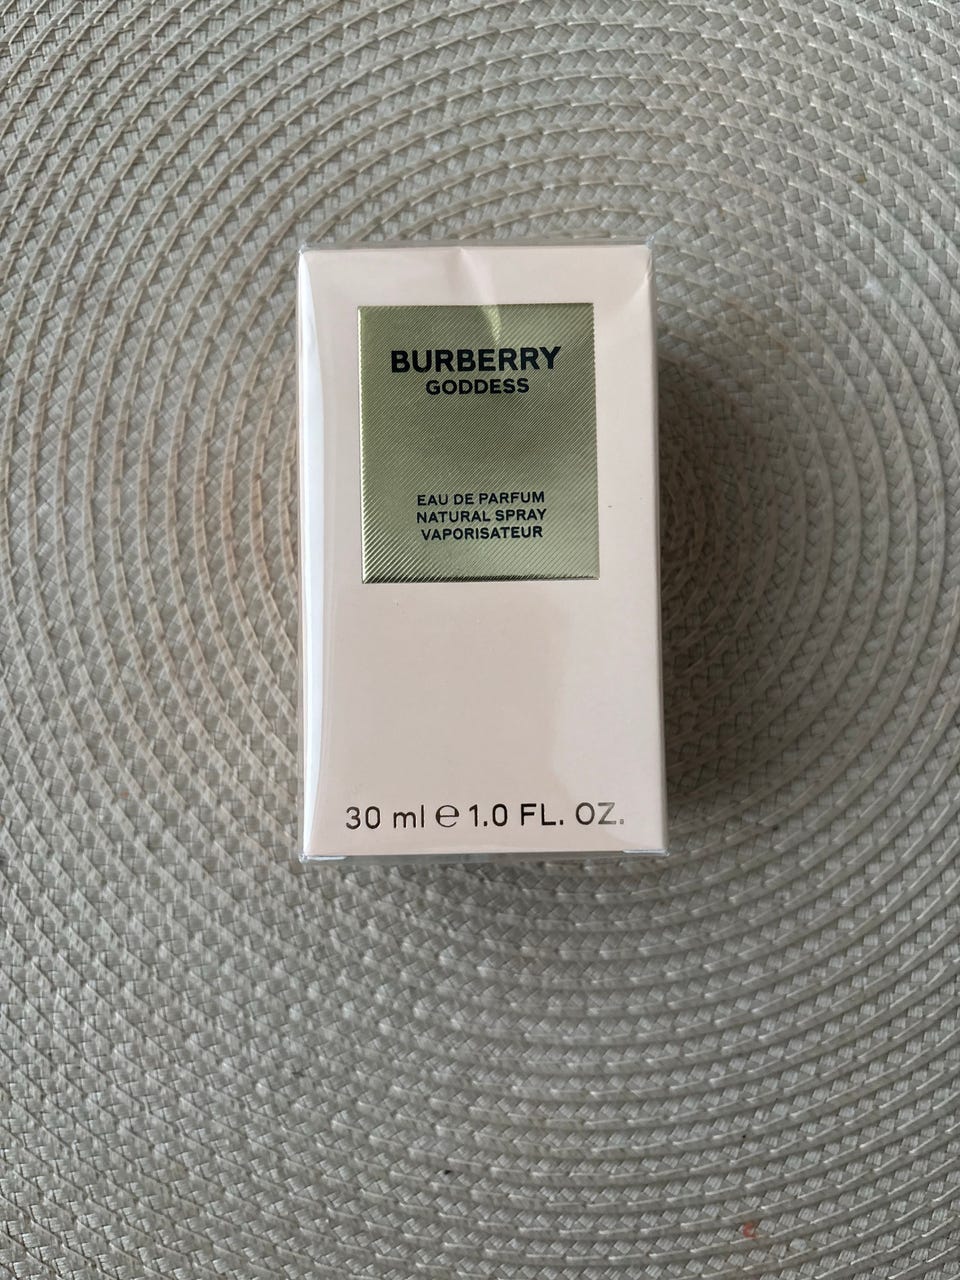 BURBERRY
GODDESS
EAU DE PARFUM
NATURAL SPRAY
VAPORISATEUR
30 ml ℮ 1.0 FL. OZ.